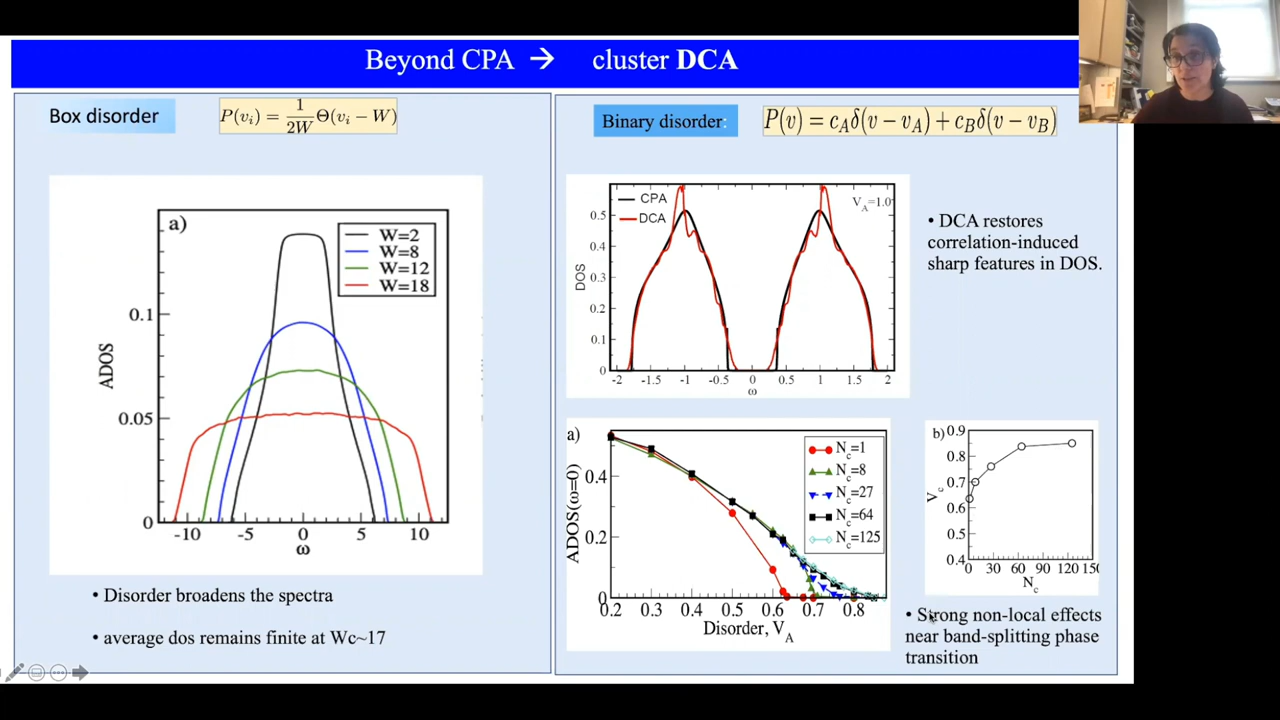 Beyond CPA → cluster DCA
Box disorder
P(v_i) = 1/2W Θ(v_i − W)
a)
W=2
W=8
W=12
W=18
0.1
0.05
0
ADOS
-10 -5 0 5 10
ω
• Disorder broadens the spectra
• average dos remains finite at Wc~17
Binary disorder:
P(v) = c_A δ(v − v_A) + c_B δ(v − v_B)
CPA
DCA
V_A=1.0
0.5
0.4
0.3
0.2
0.1
0
DOS
-2 -1.5 -1 -0.5 0 0.5 1 1.5 2
ω
• DCA restores
correlation-induced
sharp features in DOS.
a)
N_c=1
N_c=8
N_c=27
N_c=64
N_c=125
0.4
0.2
0
ADOS(ω=0)
0.2 0.3 0.4 0.5 0.6 0.7 0.8
Disorder, V_A
b)
0.9
0.8
0.7
0.6
0.5
0.4
V_c
0 30 60 90 120 150
N_c
• Strong non-local effects
near band-splitting phase
transition